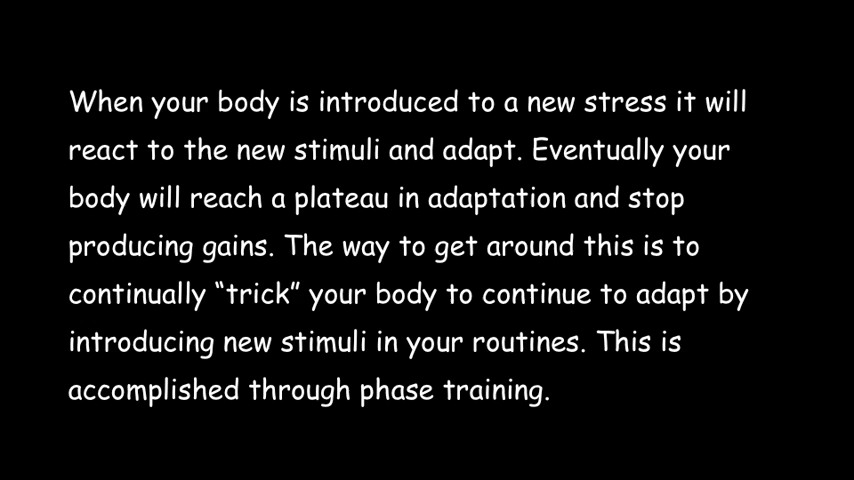 When your body is introduced to a new stress it will
react to the new stimuli and adapt. Eventually your
body will reach a plateau in adaptation and stop
producing gains. The way to get around this is to
continually “trick” your body to continue to adapt by
introducing new stimuli in your routines. This is
accomplished through phase training.